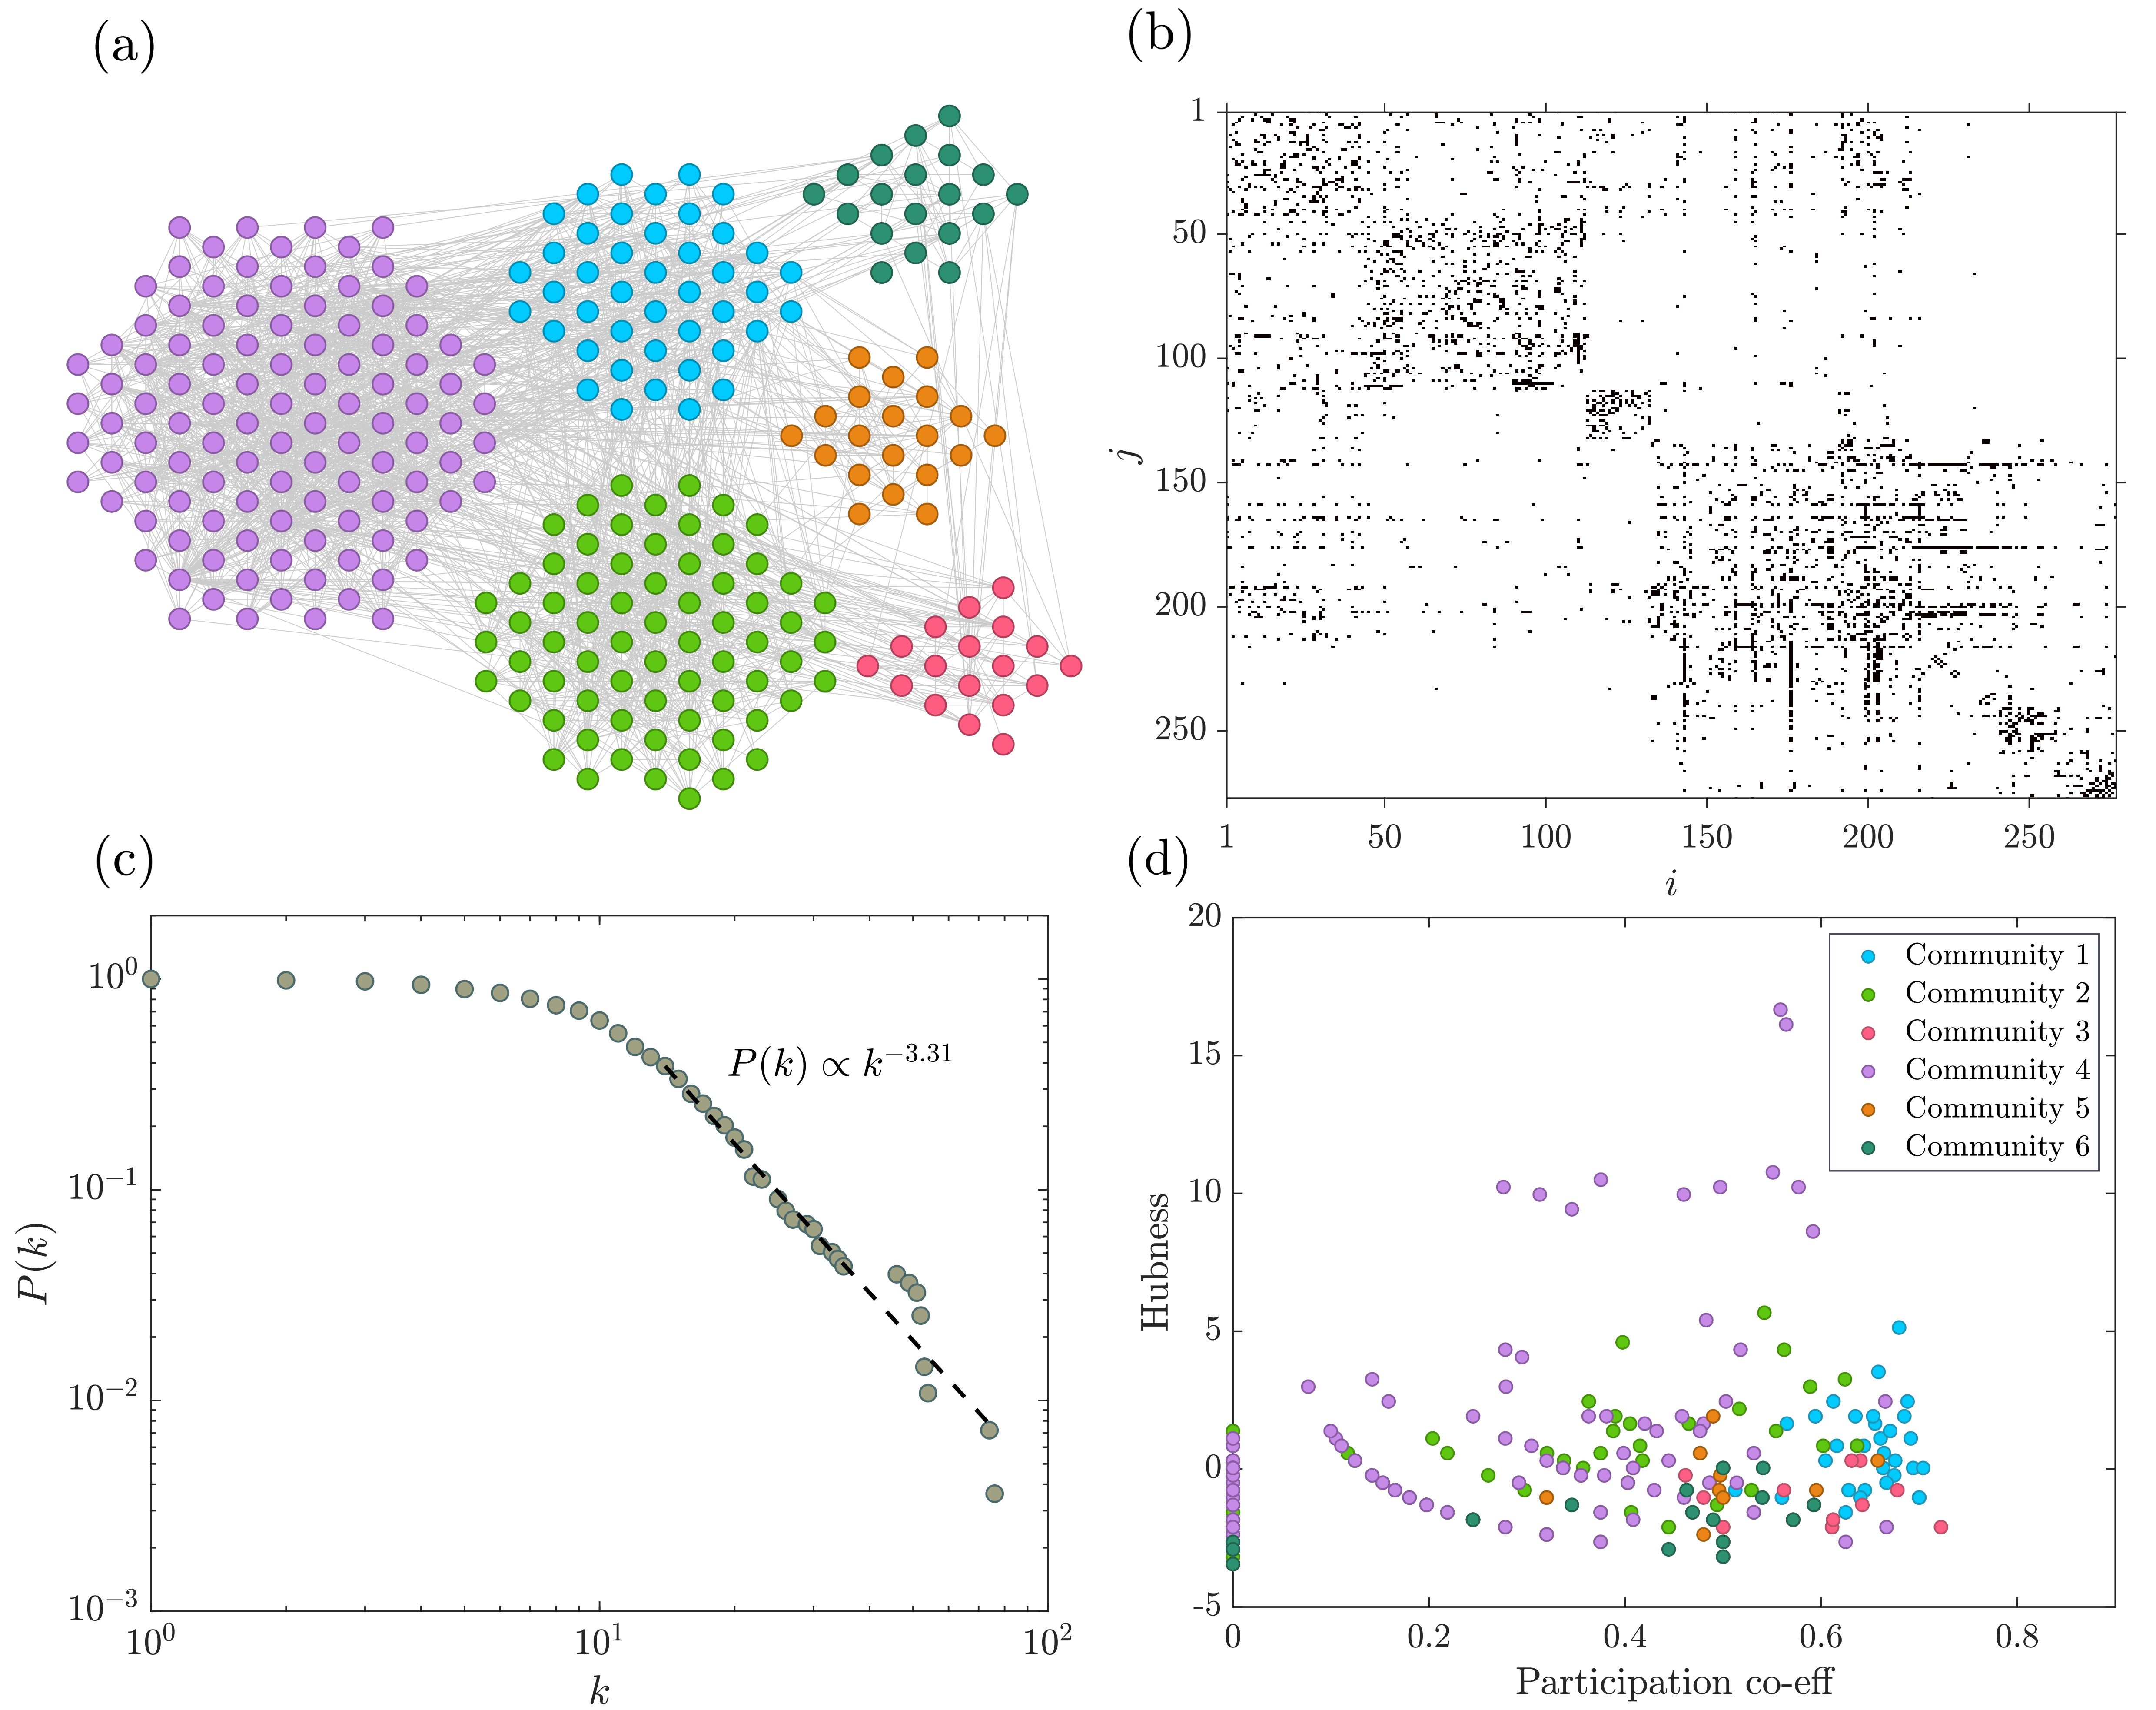 (a)
(b)
1
50
100
150
200
250
j
1 50 100 150 200 250
i
(c)
10^0
10^-1
10^-2
10^-3
P(k)
P(k) ∝ k^-3.31
10^0 10^1 10^2
k
(d)
20
15
10
5
0
-5
Hubness
Community 1
Community 2
Community 3
Community 4
Community 5
Community 6
0 0.2 0.4 0.6 0.8
Participation co-eff